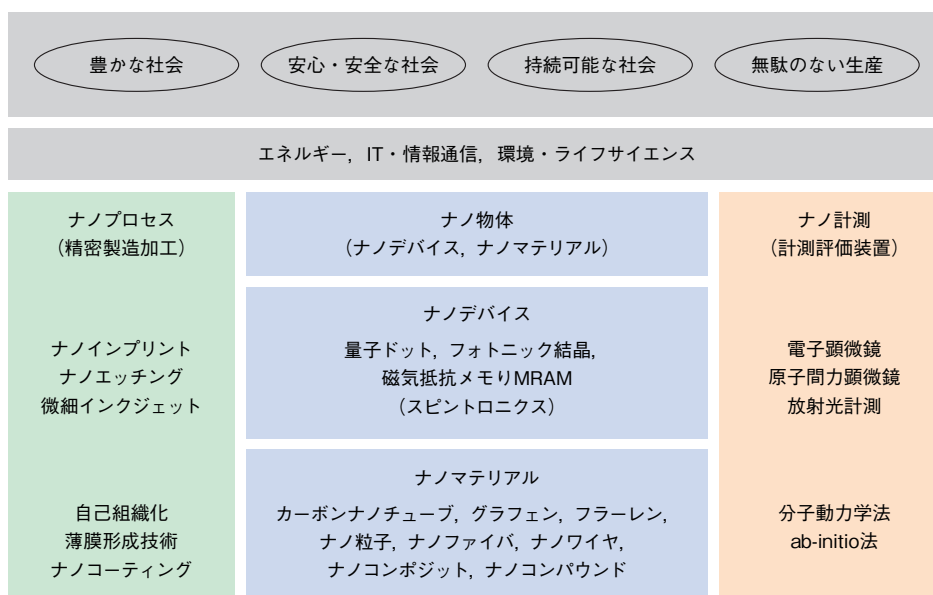 豊かな社会
安心・安全な社会
持続可能な社会
無駄のない生産
エネルギー，IT・情報通信，環境・ライフサイエンス
ナノプロセス
（精密製造加工）
ナノインプリント
ナノエッチング
微細インクジェット
自己組織化
薄膜形成技術
ナノコーティング
ナノ物体
（ナノデバイス，ナノマテリアル）
ナノデバイス
量子ドット，フォトニック結晶，
磁気抵抗メモりMRAM
（スピントロニクス）
ナノマテリアル
カーボンナノチューブ，グラフェン，フラーレン，
ナノ粒子，ナノファイバ，ナノワイヤ，
ナノコンポジット，ナノコンパウンド
ナノ計測
（計測評価装置）
電子顕微鏡
原子間力顕微鏡
放射光計測
分子動力学法
ab-initio法